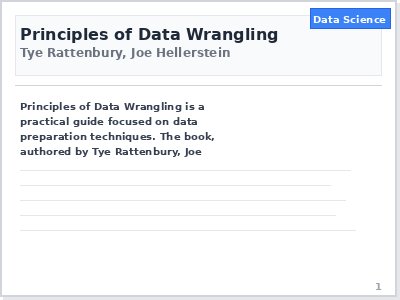 Data Science
Principles of Data Wrangling
Tye Rattenbury, Joe Hellerstein
Principles of Data Wrangling is a
practical guide focused on data
preparation techniques. The book,
authored by Tye Rattenbury, Joe
1